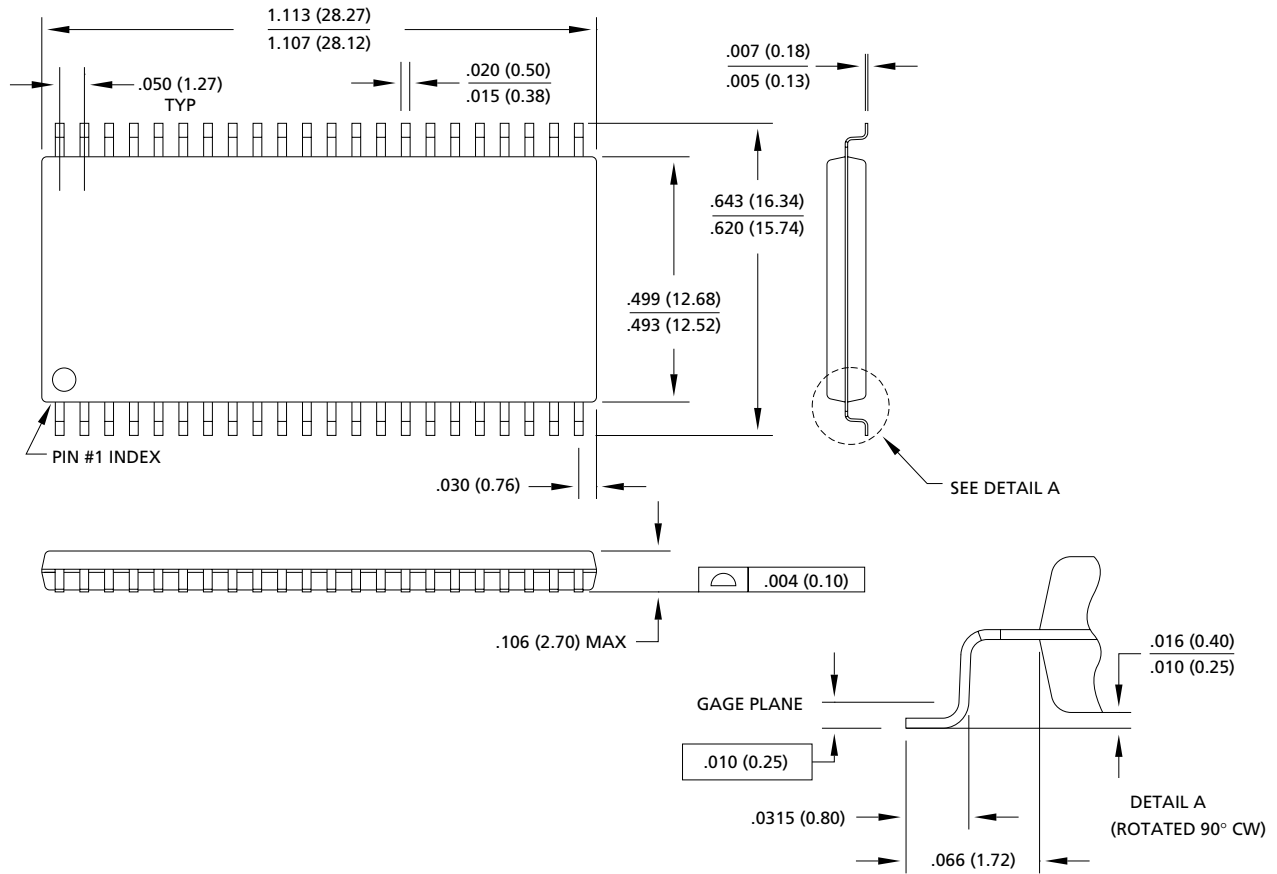 1.113 (28.27)
1.107 (28.12)
.050 (1.27)
TYP
.020 (0.50)
.015 (0.38)
.007 (0.18)
.005 (0.13)
.643 (16.34)
.620 (15.74)
.499 (12.68)
.493 (12.52)
PIN #1 INDEX
.030 (0.76)
SEE DETAIL A
.004 (0.10)
.106 (2.70) MAX
.016 (0.40)
.010 (0.25)
GAGE PLANE
.010 (0.25)
.0315 (0.80)
DETAIL A
(ROTATED 90° CW)
.066 (1.72)